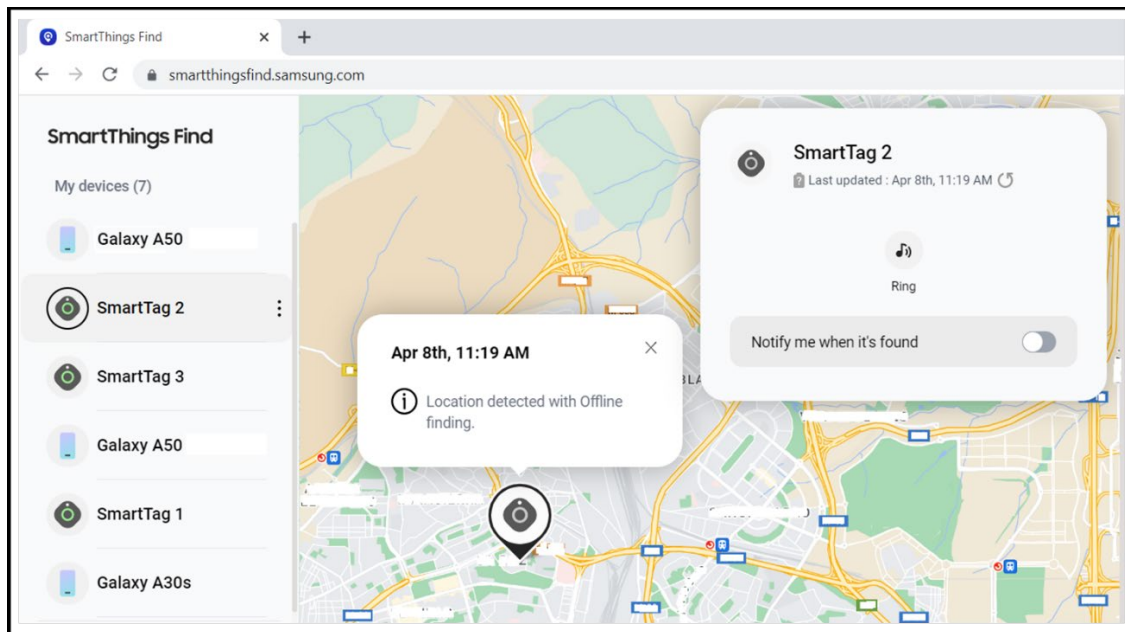 SmartThings Find
smartthingsfind.samsung.com
SmartThings Find
My devices (7)
Galaxy A50
SmartTag 2
SmartTag 3
Galaxy A50
SmartTag 1
Galaxy A30s
Apr 8th, 11:19 AM
Location detected with Offline
finding.
SmartTag 2
Last updated : Apr 8th, 11:19 AM
Ring
Notify me when it's found